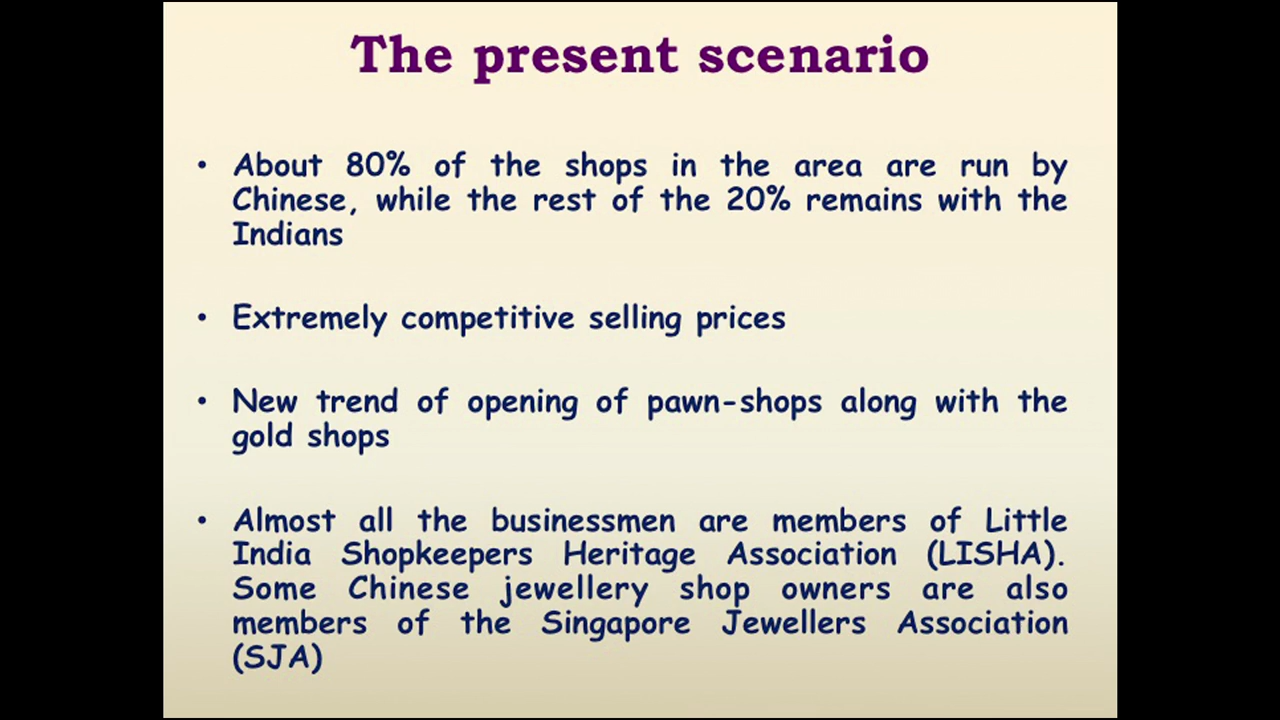 The present scenario
• About 80% of the shops in the area are run by
Chinese, while the rest of the 20% remains with the
Indians
• Extremely competitive selling prices
• New trend of opening of pawn-shops along with the
gold shops
• Almost all the businessmen are members of Little
India Shopkeepers Heritage Association (LISHA).
Some Chinese jewellery shop owners are also
members of the Singapore Jewellers Association
(SJA)